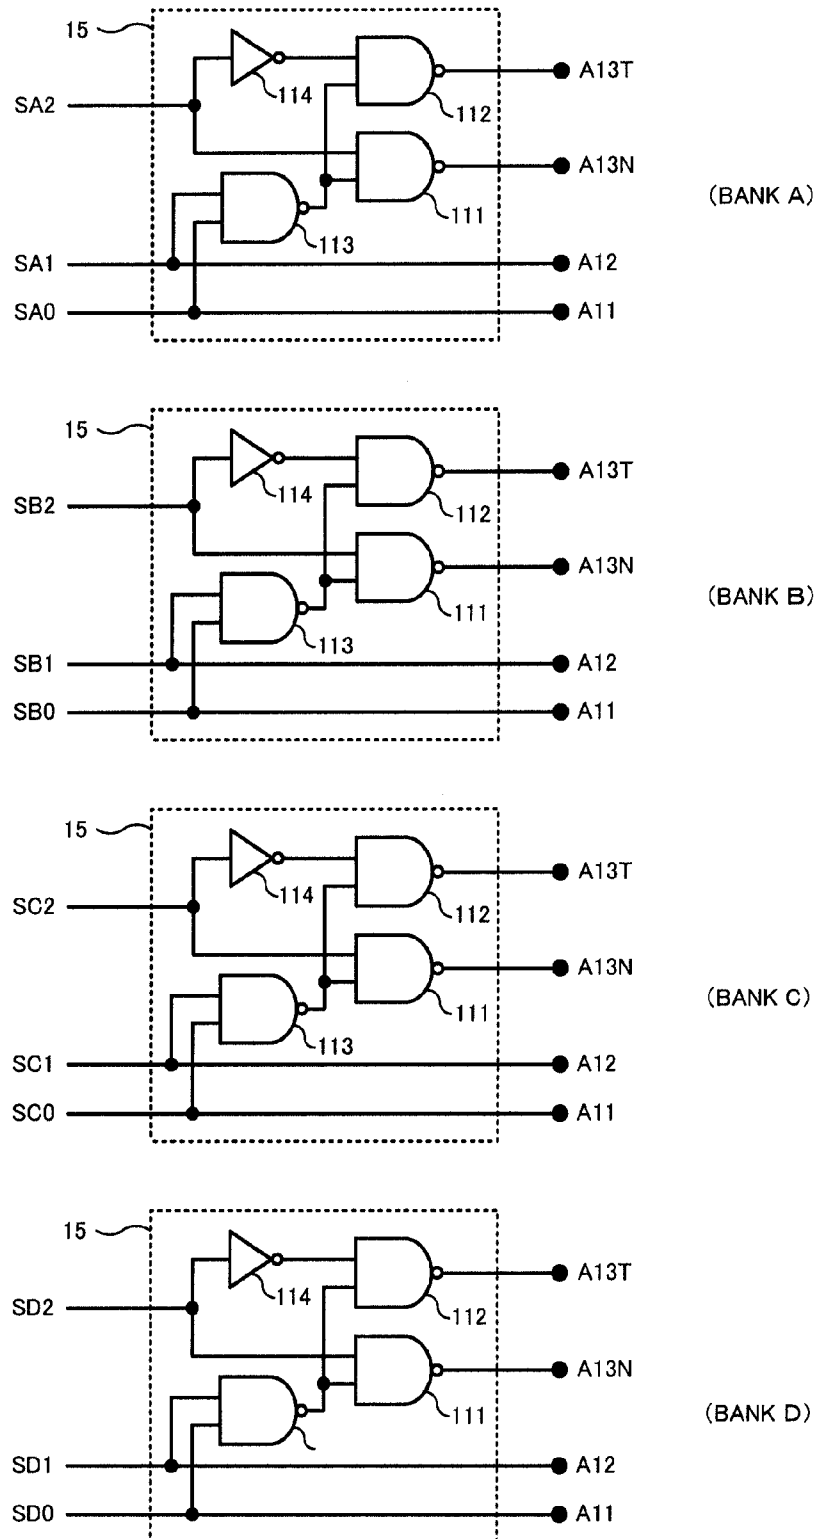 15
114
A13T
112
SA2
A13N
111
(BANK A)
113
SA1
A12
SA0
A11
15
114
A13T
112
SB2
A13N
111
(BANK B)
113
SB1
A12
SB0
A11
15
114
A13T
112
SC2
A13N
111
(BANK C)
113
SC1
A12
SC0
A11
15
114
A13T
112
SD2
A13N
111
(BANK D)
SD1
A12
SD0
A11